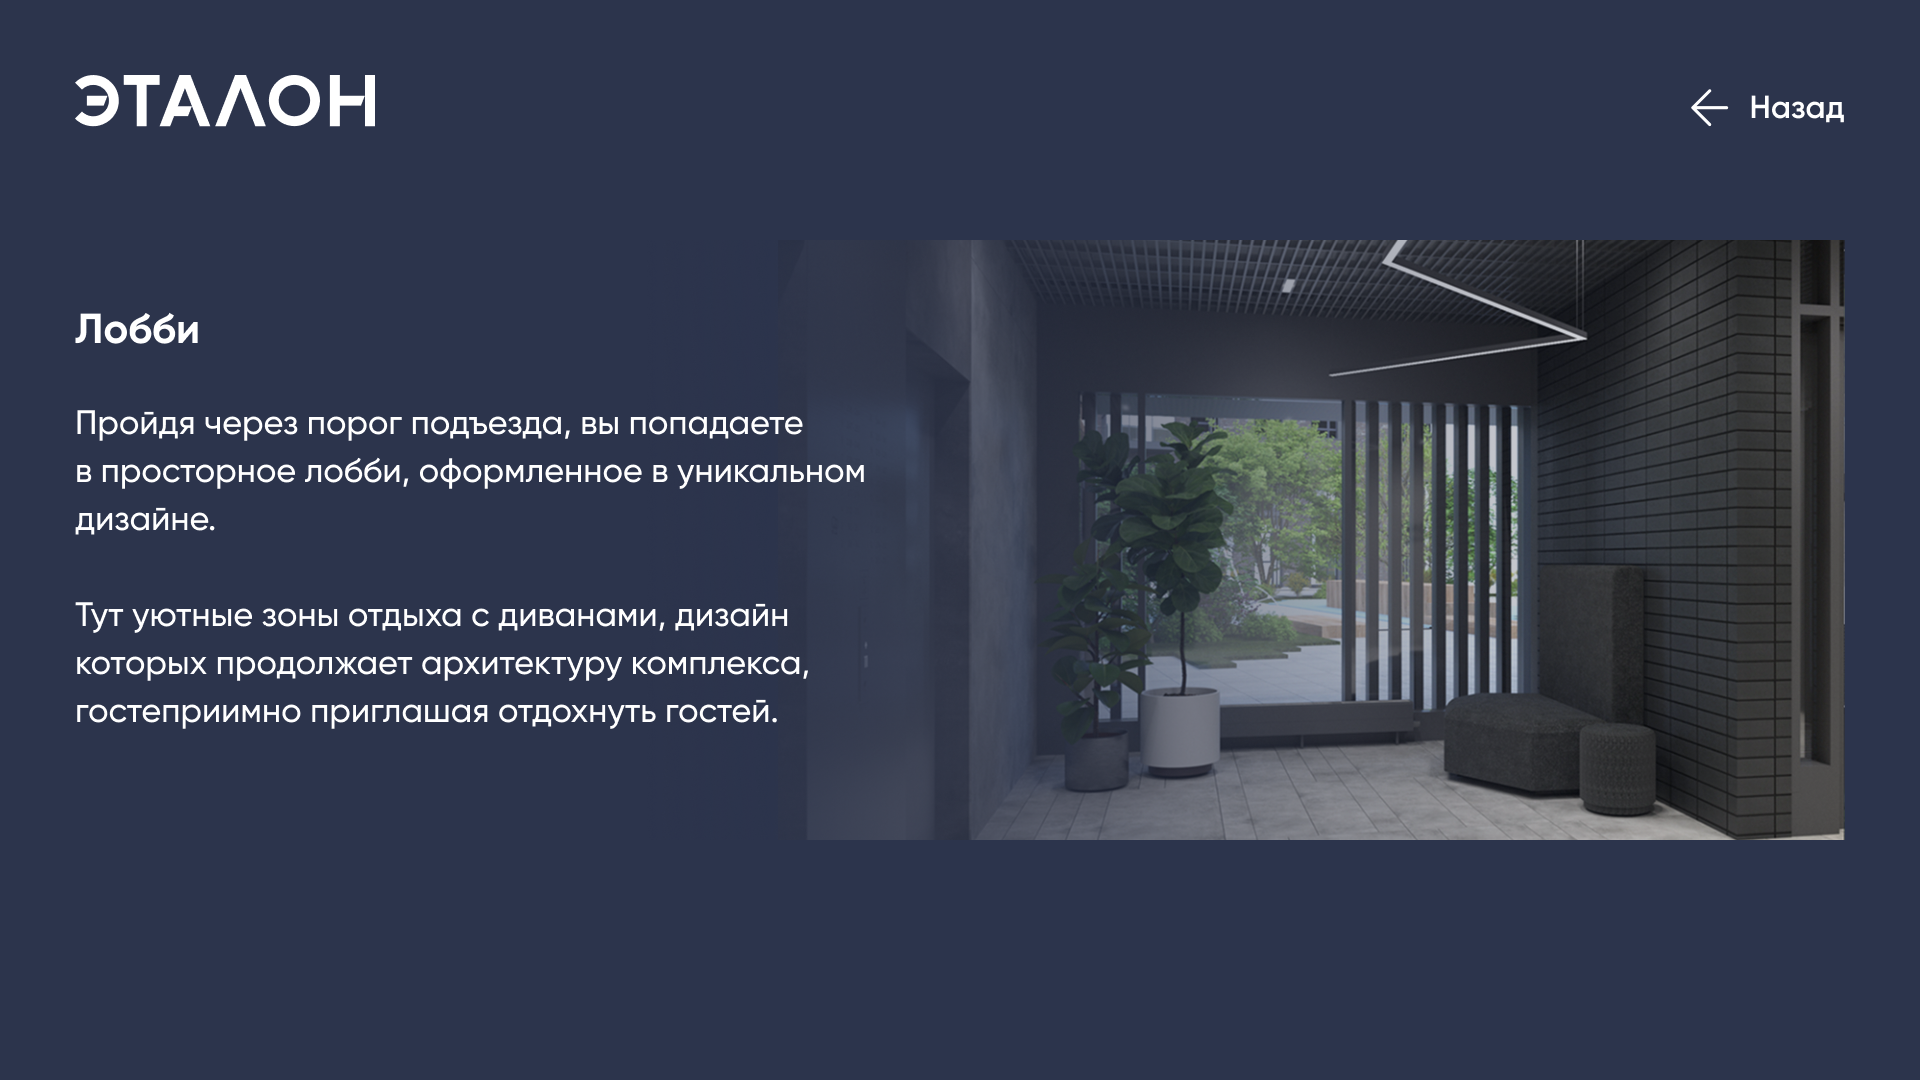 ЭТАЛОН
Назад
Лобби
Пройдя через порог подъезда, вы попадаете
в просторное лобби, оформленное в уникальном
дизайне.
Тут уютные зоны отдыха с диванами, дизайн
которых продолжает архитектуру комплекса,
гостеприимно приглашая отдохнуть гостей.